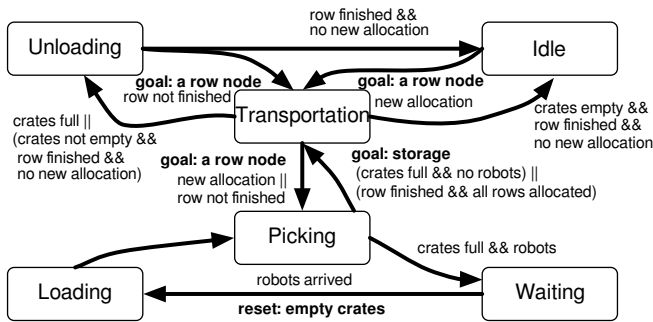 row finished &&
no new allocation
Unloading
Idle
goal: a row node
row not finished
goal: a row node
new allocation
Transportation
crates full ||
(crates not empty &&
row finished &&
no new allocation)
crates empty &&
row finished &&
no new allocation
goal: a row node
new allocation ||
row not finished
goal: storage
(crates full && no robots) ||
(row finished && all rows allocated)
Picking
crates full && robots
robots arrived
Loading
Waiting
reset: empty crates